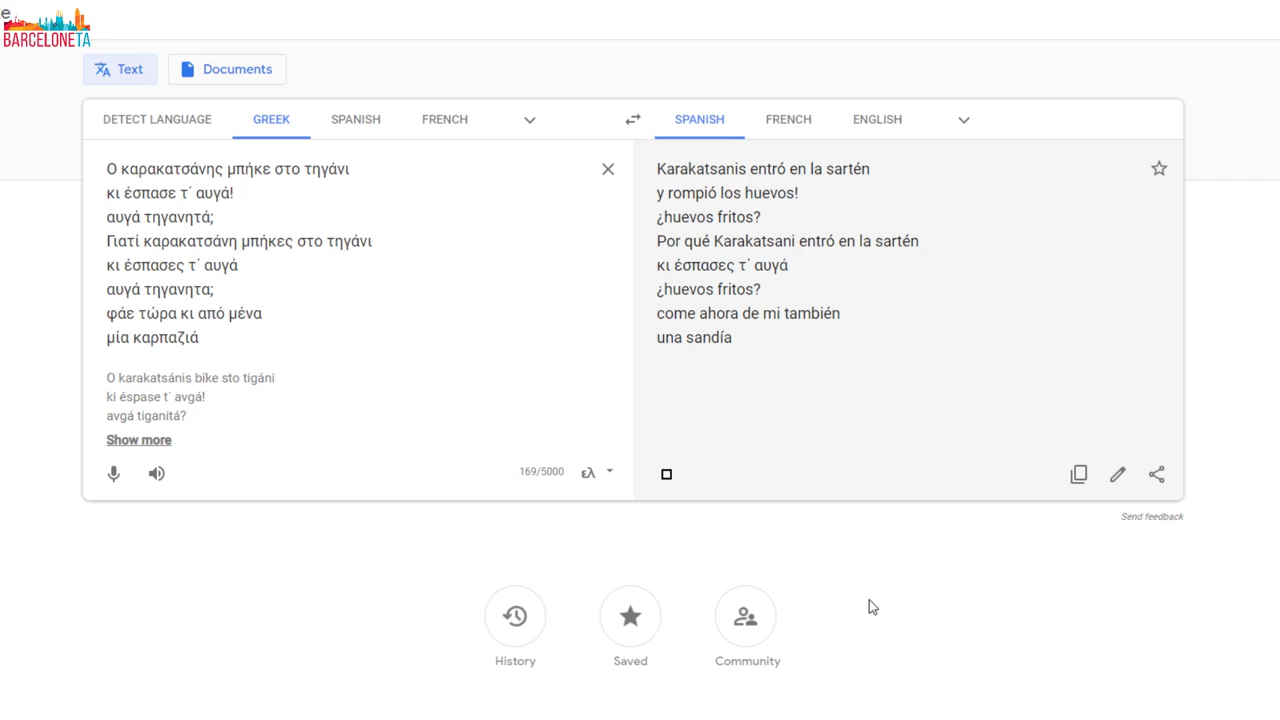 e
BARCELONETA
Text
Documents
DETECT LANGUAGE GREEK SPANISH FRENCH
SPANISH FRENCH ENGLISH
Ο καρακατσάνης μπήκε στο τηγάνι
κι έσπασε τ΄ αυγά!
αυγά τηγανητά;
Γιατί καρακατσάνη μπήκες στο τηγάνι
κι έσπασες τ΄ αυγά
αυγά τηγανητα;
φάε τώρα κι από μένα
μία καρπαζιά
O karakatsánis bíke sto tigáni
ki éspase t΄ avgá!
avgá tiganitá?
Show more
169/5000
ελ
Karakatsanis entró en la sartén
y rompió los huevos!
¿huevos fritos?
Por qué Karakatsani entró en la sartén
κι έσπασες τ΄ αυγά
¿huevos fritos?
come ahora de mi también
una sandía
Send feedback
History
Saved
Community